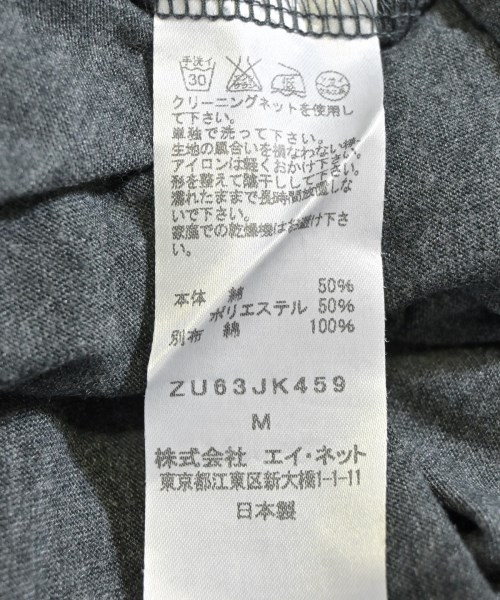 手洗イ
30
クリーニングネットを使用し
て下さい。
単独で洗って下さい。
生地の風合いを損なわない様
アイロンは軽くおかけ下さい。
形を整えて陰干しして下さい。
濡れたままで長時間放置しな
いで下さい。
家庭での乾燥機はお避け下さ
い。
本体 綿 50%
ポリエステル 50%
別布 綿 100%
ZU63JK459
M
株式会社 エイ・ネット
東京都江東区新大橋1-1-11
日本製